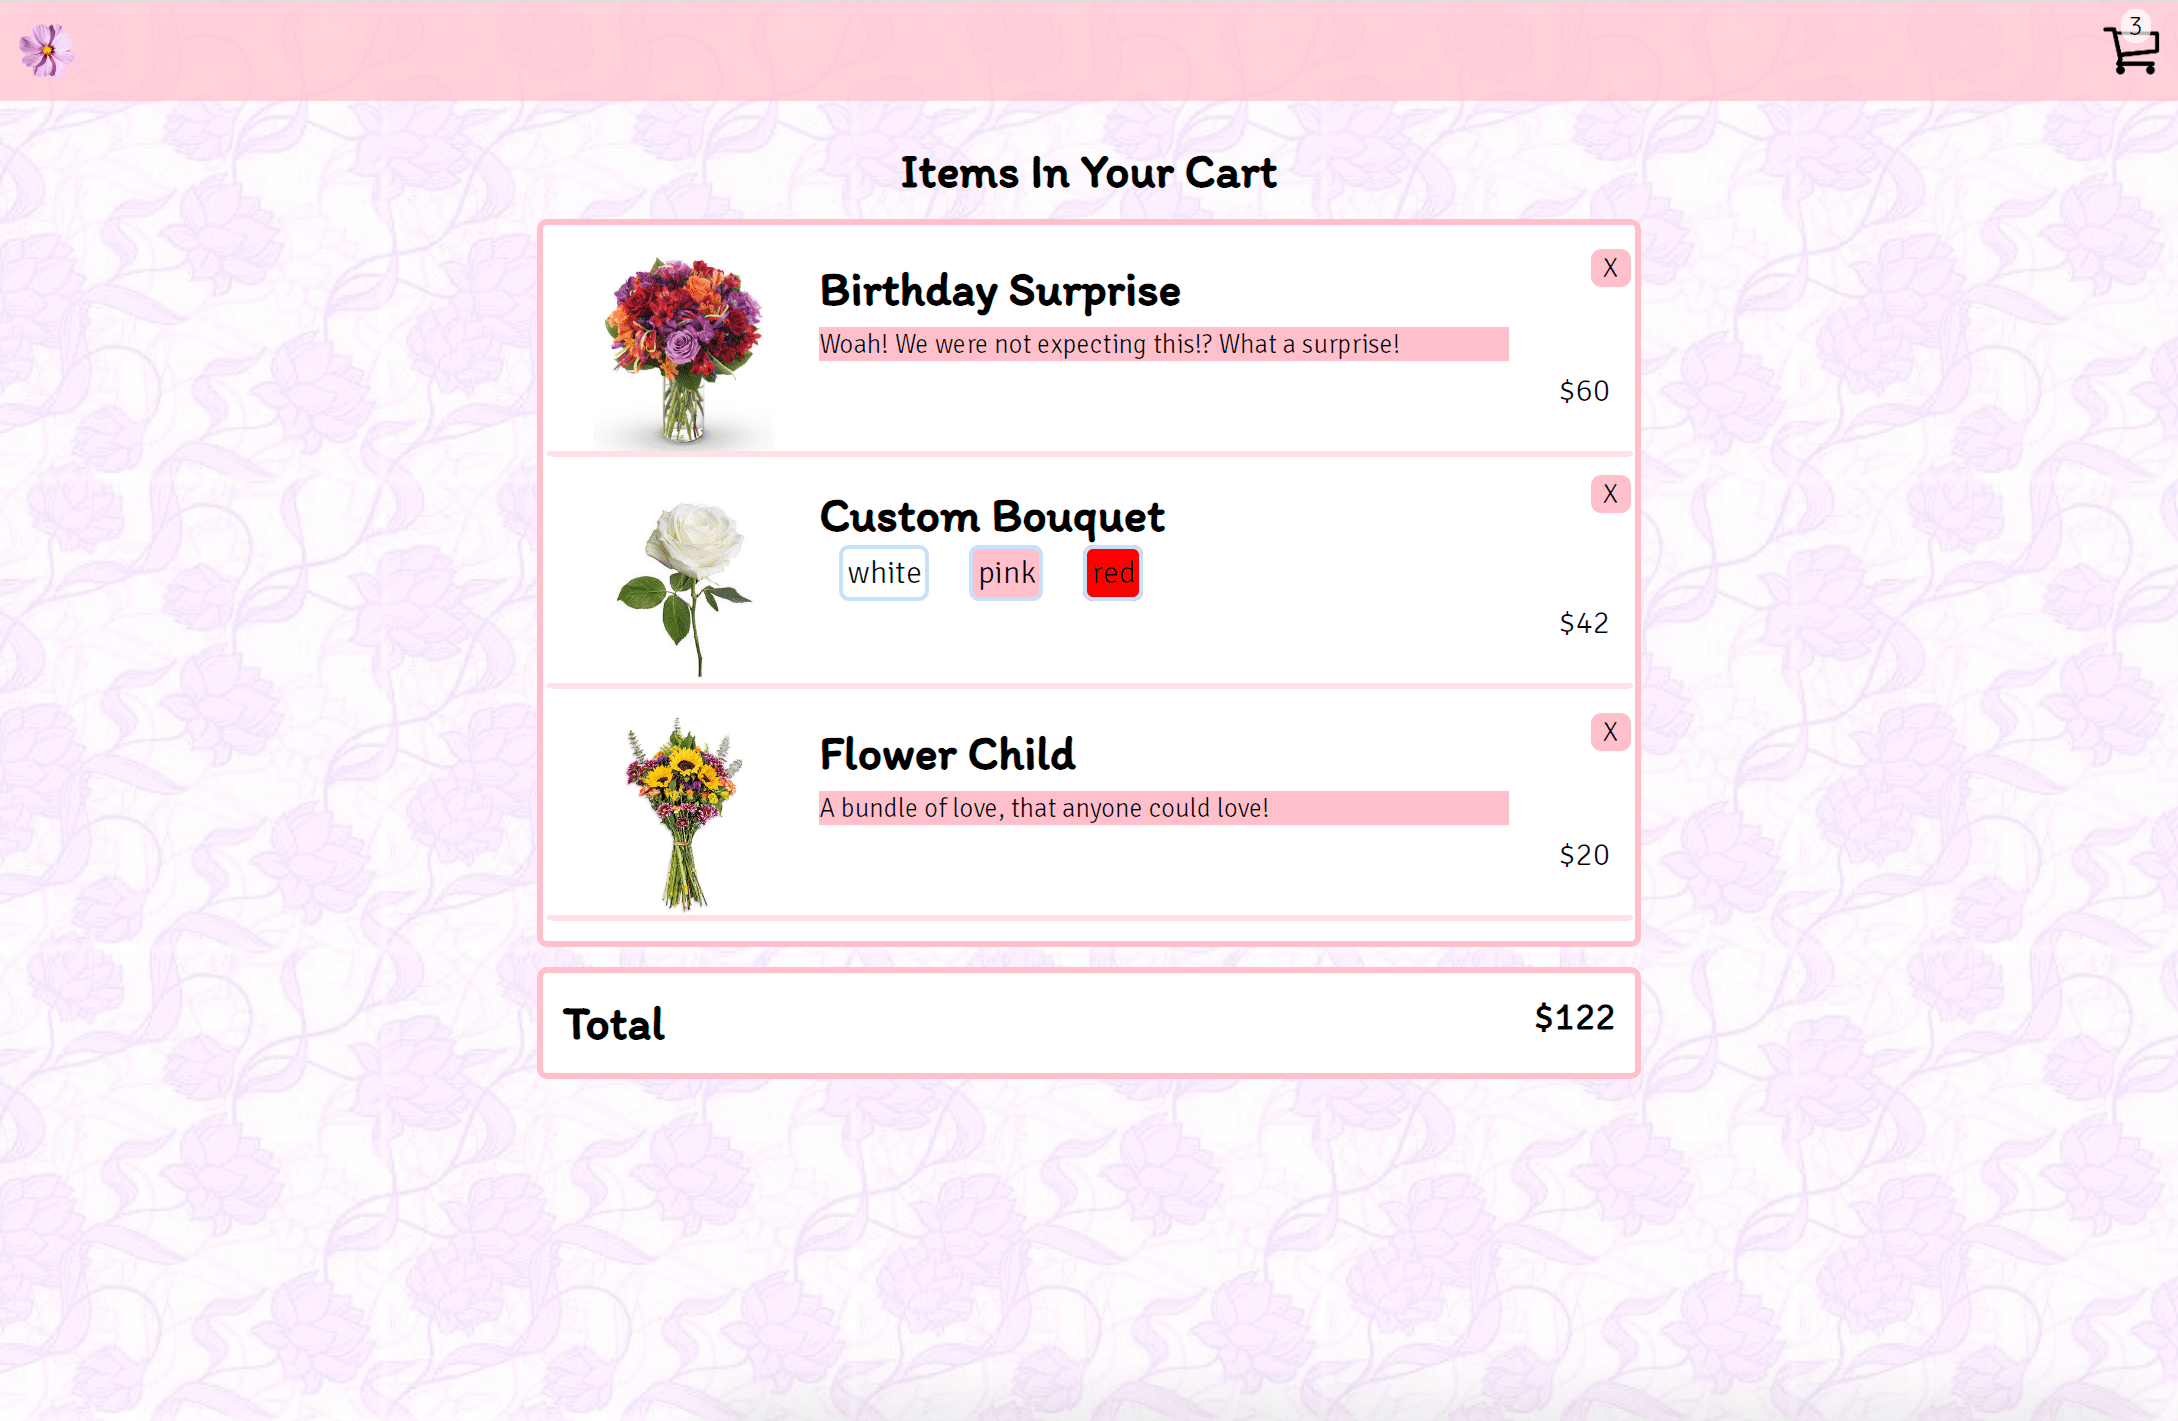 3
Items In Your Cart
X
Birthday Surprise
Woah! We were not expecting this!? What a surprise!
$60
X
Custom Bouquet
white pink red
$42
X
Flower Child
A bundle of love, that anyone could love!
$20
Total $122